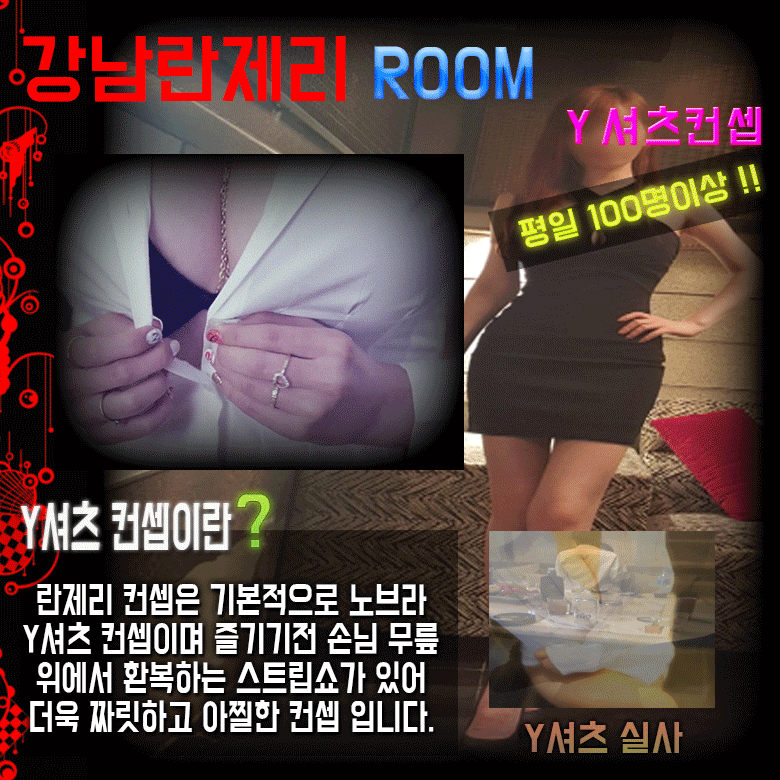 강남란제리 ROOM
Y셔츠컨셉
평일 100명이상 !!
Y셔츠 컨셉이란?
란제리 컨셉은 기본적으로 노브라
Y셔츠 컨셉이며 즐기기전 손님 무릎
위에서 환복하는 스트립쇼가 있어
더욱 짜릿하고 아찔한 컨셉 입니다.
Y셔츠 실사